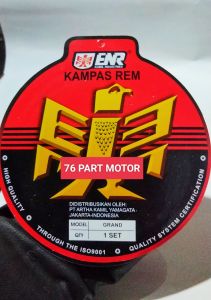 ENR
KAMPAS REM
76 PART MOTOR
DIDISTRIBUSIKAN OLEH:
PT ARTHA KAMIL YAMAGATA
JAKARTA-INDONESIA
MODEL GRAND
QTY 1 SET
HIGH QUALITY THROUGH THE ISO9001 QUALITY SYSTEM CERTIFICATION